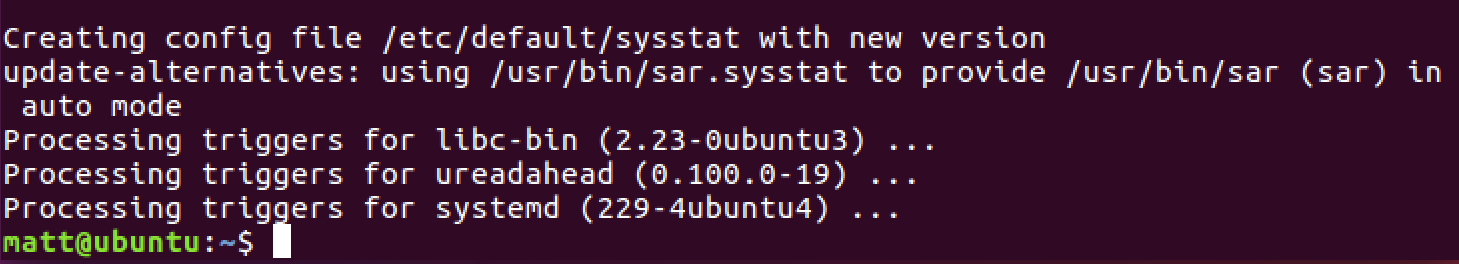 Creating config file /etc/default/sysstat with new version
update-alternatives: using /usr/bin/sar.sysstat to provide /usr/bin/sar (sar) in
 auto mode
Processing triggers for libc-bin (2.23-0ubuntu3) ...
Processing triggers for ureadahead (0.100.0-19) ...
Processing triggers for systemd (229-4ubuntu4) ...
matt@ubuntu:~$